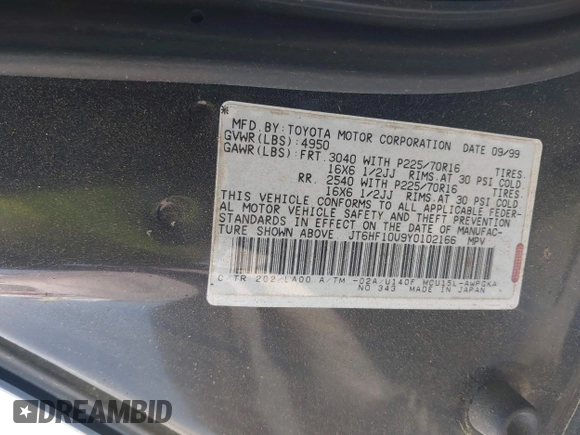 MFD. BY: TOYOTA MOTOR CORPORATION DATE 09/99
GVWR(LBS): 4950
GAWR(LBS): FRT. 3040 WITH P225/70R16 TIRES.
16X6 1/2JJ RIMS. AT 30 PSI COLD
RR. 2540 WITH P225/70R16 TIRES.
16X6 1/2JJ RIMS. AT 30 PSI COLD
THIS VEHICLE CONFORMS TO ALL APPLICABLE FEDER-
AL MOTOR VEHICLE SAFETY AND THEFT PREVENTION
STANDARDS IN EFFECT ON THE DATE OF MANUFAC-
TURE SHOWN ABOVE. JT6HF10U9Y0102166 MPV
C/TR 202/LA00 A/TM -02A/U140F MCU15L-AWPGKA
NO 343 MADE IN JAPAN
DREAMBID